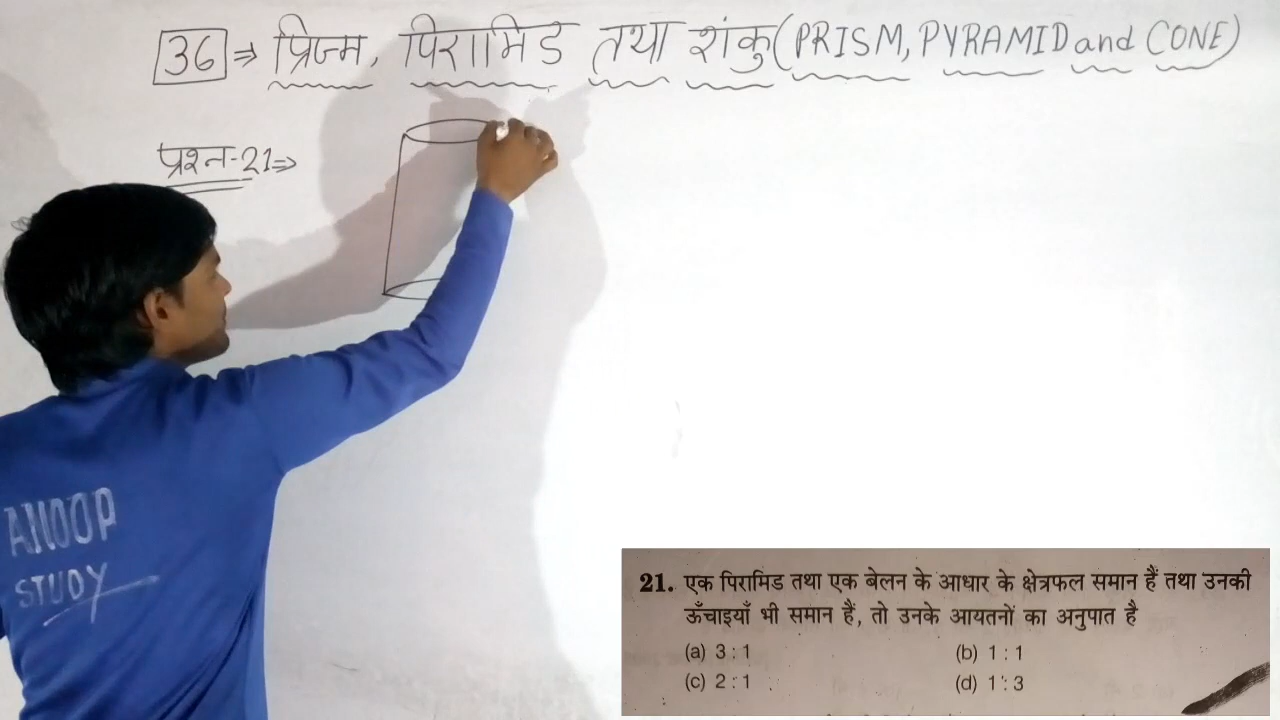 36 ⇒ प्रिज्म, पिरामिड तथा शंकु (PRISM, PYRAMID and CONE)
प्रश्न-21⇒
ANOOP
STUDY
21. एक पिरामिड तथा एक बेलन के आधार के क्षेत्रफल समान हैं तथा उनकी
ऊँचाइयाँ भी समान हैं, तो उनके आयतनों का अनुपात है
(a) 3 : 1 (b) 1 : 1
(c) 2 : 1 (d) 1 : 3